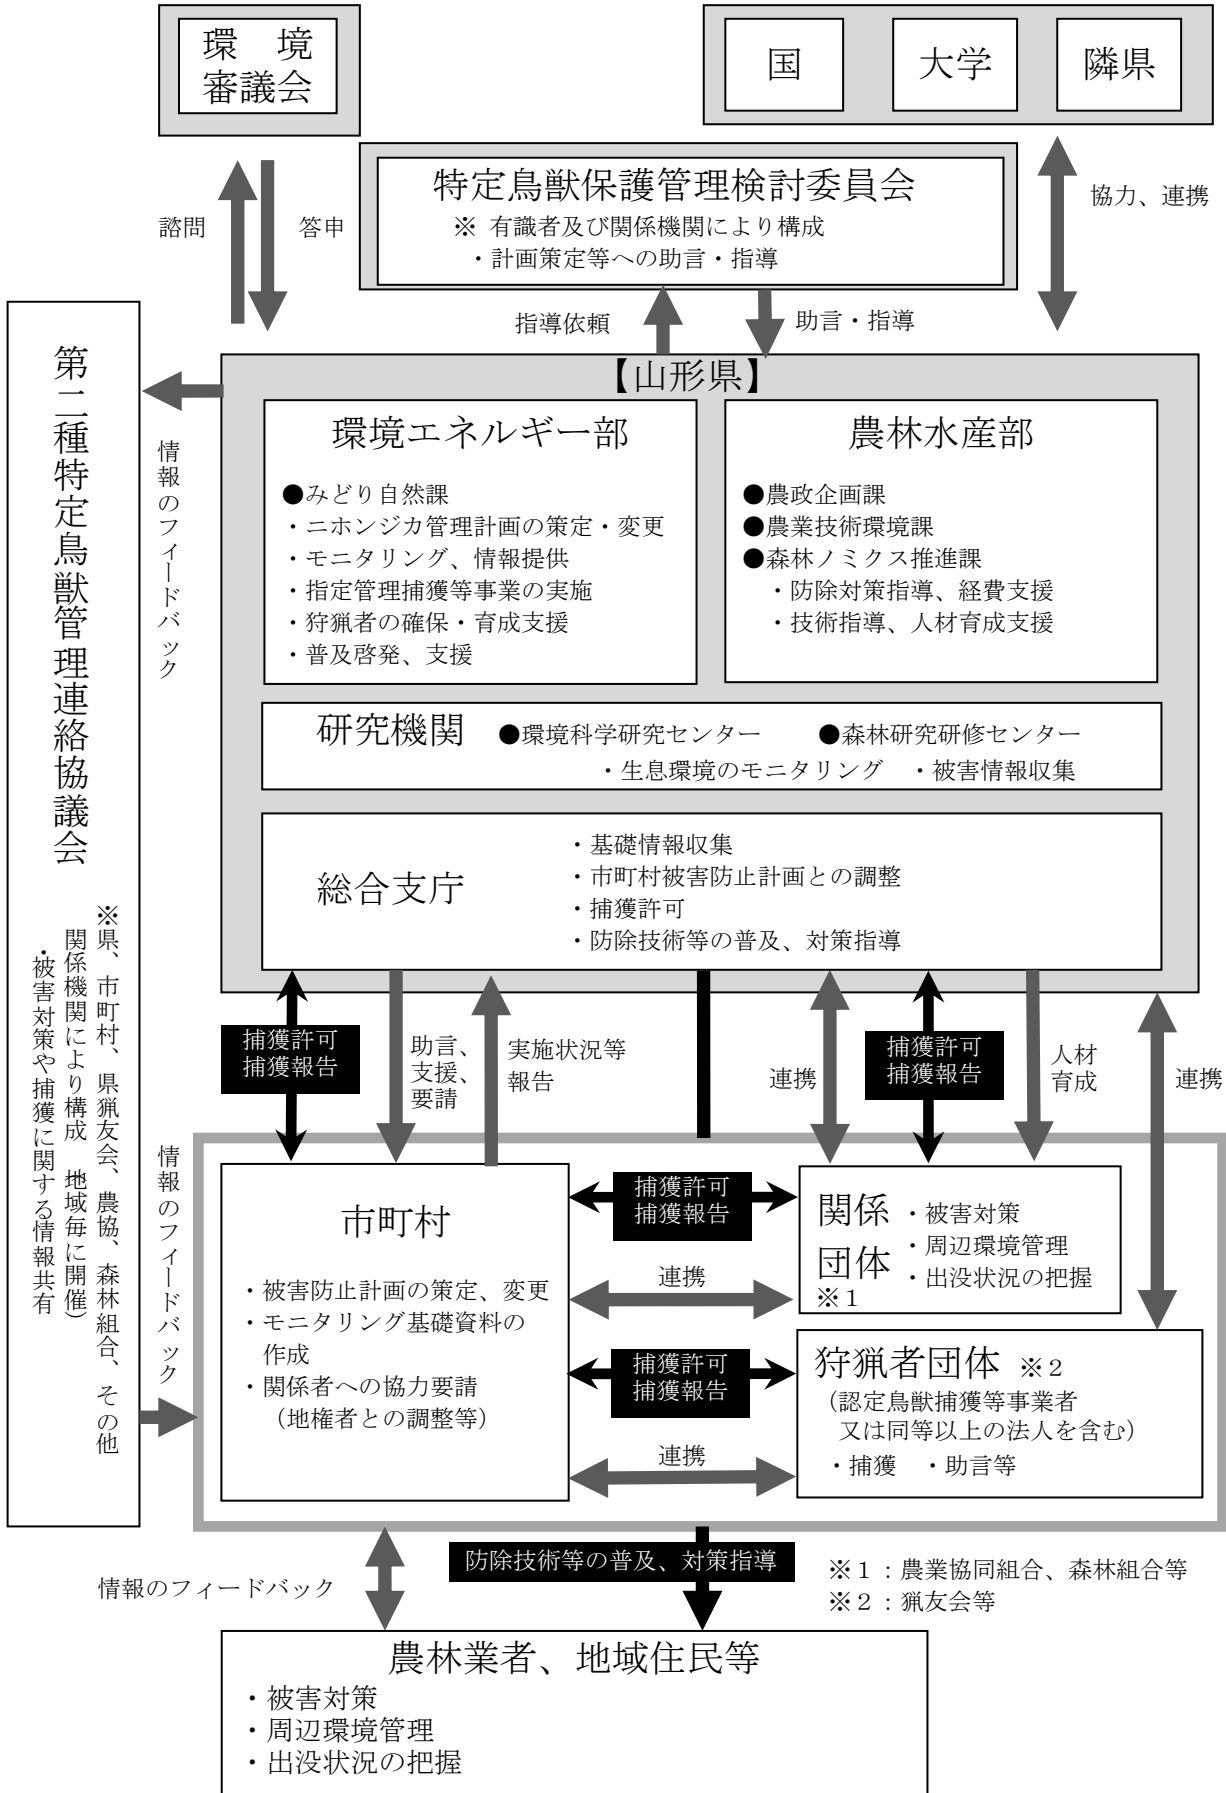 環　境
審議会
国
大学
隣県
諮問
答申
特定鳥獣保護管理検討委員会
※ 有識者及び関係機関により構成
・計画策定等への助言・指導
協力、連携
指導依頼
助言・指導
【山形県】
第二種特定鳥獣管理連絡協議会
※県、市町村、県猟友会、農協、森林組合、その他
関係機関により構成　地域毎に開催）
・被害対策や捕獲に関する情報共有
情報のフィードバック
環境エネルギー部
●みどり自然課
・ニホンジカ管理計画の策定・変更
・モニタリング、情報提供
・指定管理捕獲等事業の実施
・狩猟者の確保・育成支援
・普及啓発、支援
農林水産部
●農政企画課
●農業技術環境課
●森林ノミクス推進課
・防除対策指導、経費支援
・技術指導、人材育成支援
研究機関　●環境科学研究センター　●森林研究研修センター
・生息環境のモニタリング　・被害情報収集
総合支庁
・基礎情報収集
・市町村被害防止計画との調整
・捕獲許可
・防除技術等の普及、対策指導
捕獲許可
捕獲報告
助言、
支援、
要請
実施状況等
報告
連携
捕獲許可
捕獲報告
人材
育成
連携
情報のフィードバック
市町村
・被害防止計画の策定、変更
・モニタリング基礎資料の
作成
・関係者への協力要請
（地権者との調整等）
捕獲許可
捕獲報告
連携
捕獲許可
捕獲報告
連携
関係
団体
※１
・被害対策
・周辺環境管理
・出没状況の把握
狩猟者団体 ※２
（認定鳥獣捕獲等事業者
又は同等以上の法人を含む）
・捕獲　・助言等
情報のフィードバック
防除技術等の普及、対策指導
※１：農業協同組合、森林組合等
※２：猟友会等
農林業者、地域住民等
・被害対策
・周辺環境管理
・出没状況の把握